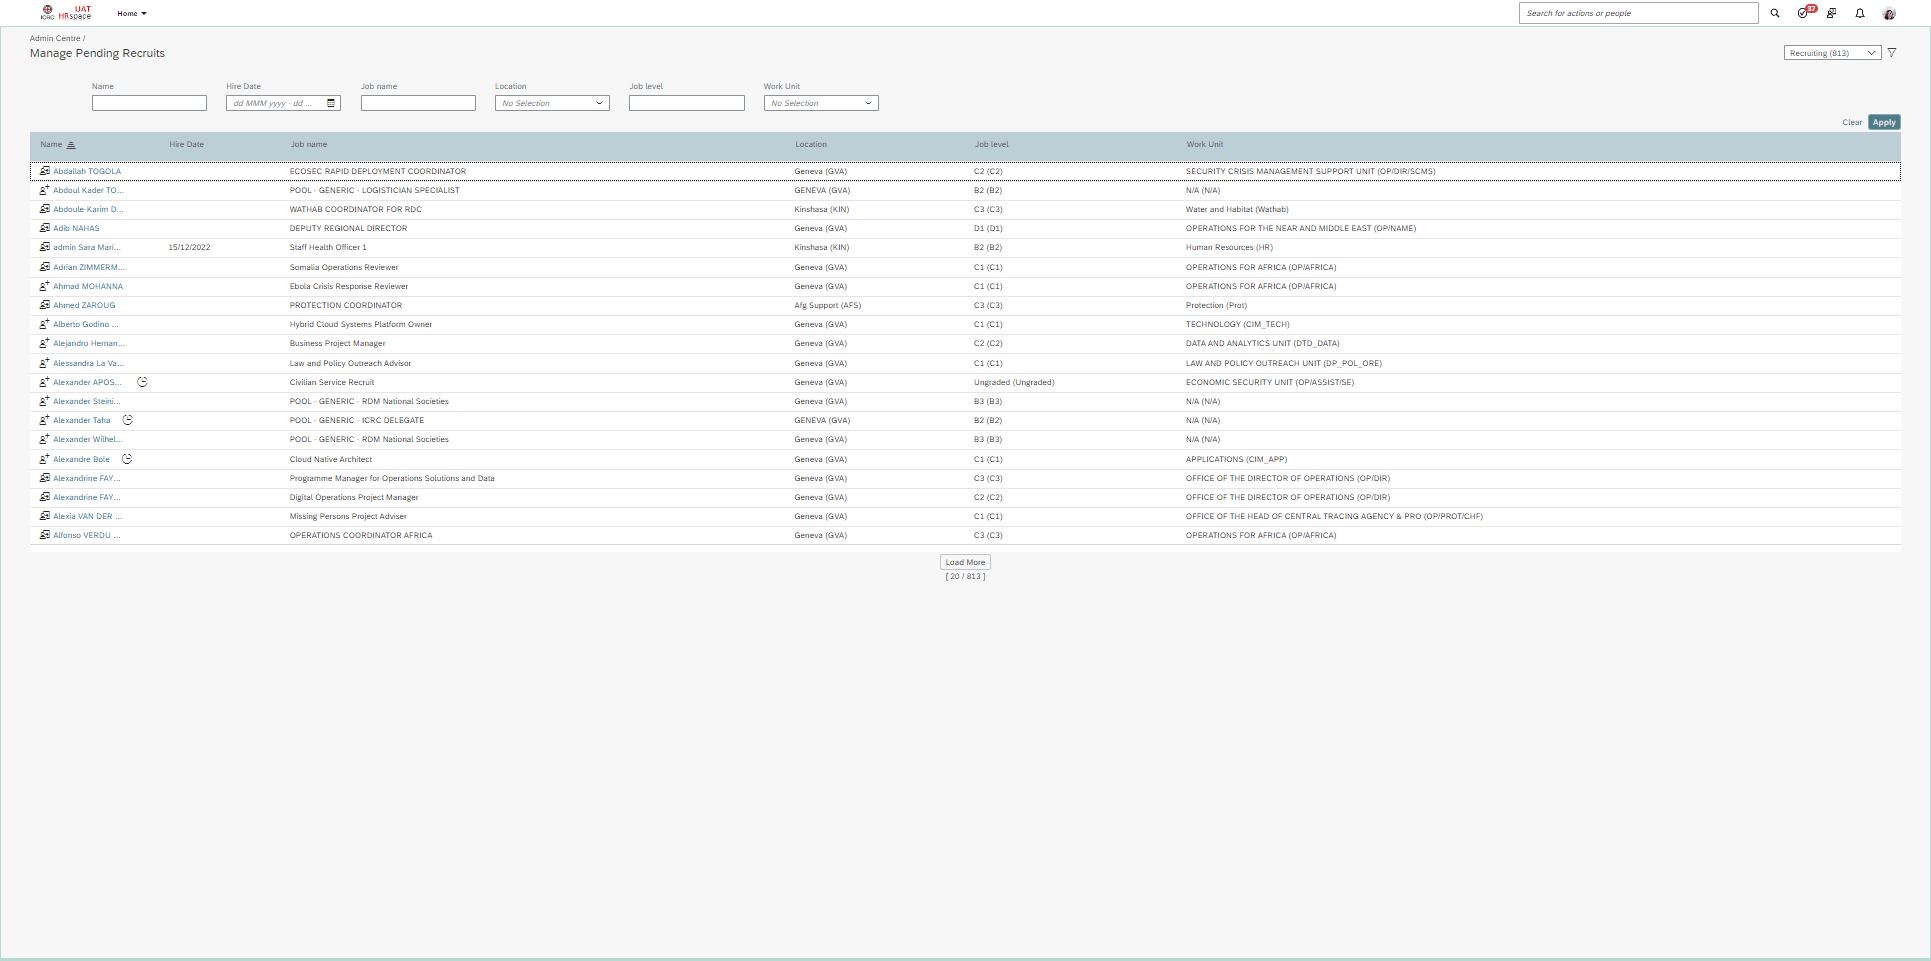 ICRC UAT HRspace Home Search for actions or people 37
Admin Centre /
Manage Pending Recruits Recruiting (813)
Name Hire Date Job name Location Job level Work Unit
dd MMM yyyy - dd ... No Selection No Selection
Clear Apply
Name Hire Date Job name Location Job level Work Unit
Abdallah TOGOLA ECOSEC RAPID DEPLOYMENT COORDINATOR Geneva (GVA) C2 (C2) SECURITY CRISIS MANAGEMENT SUPPORT UNIT (OP/DIR/SCMS)
Abdoul Kader TO... POOL - GENERIC - LOGISTICIAN SPECIALIST GENEVA (GVA) B2 (B2) N/A (N/A)
Abdoule-Karim D... WATHAB COORDINATOR FOR RDC Kinshasa (KIN) C3 (C3) Water and Habitat (Wathab)
Adib NAHAS DEPUTY REGIONAL DIRECTOR Geneva (GVA) D1 (D1) OPERATIONS FOR THE NEAR AND MIDDLE EAST (OP/NAME)
admin Sara Mari... 15/12/2022 Staff Health Officer 1 Kinshasa (KIN) B2 (B2) Human Resources (HR)
Adrian ZIMMERM... Somalia Operations Reviewer Geneva (GVA) C1 (C1) OPERATIONS FOR AFRICA (OP/AFRICA)
Ahmad MOHANNA Ebola Crisis Response Reviewer Geneva (GVA) C1 (C1) OPERATIONS FOR AFRICA (OP/AFRICA)
Ahmed ZAROUG PROTECTION COORDINATOR Afg Support (AFS) C3 (C3) Protection (Prot)
Alberto Godino ... Hybrid Cloud Systems Platform Owner Geneva (GVA) C1 (C1) TECHNOLOGY (CIM_TECH)
Alejandro Hernan... Business Project Manager Geneva (GVA) C2 (C2) DATA AND ANALYTICS UNIT (DTD_DATA)
Alessandra La Va... Law and Policy Outreach Advisor Geneva (GVA) C1 (C1) LAW AND POLICY OUTREACH UNIT (DP_POL_ORE)
Alexander APOS... Civilian Service Recruit Geneva (GVA) Ungraded (Ungraded) ECONOMIC SECURITY UNIT (OP/ASSIST/SE)
Alexander Steini... POOL - GENERIC - RDM National Societies Geneva (GVA) B3 (B3) N/A (N/A)
Alexander Taha POOL - GENERIC - ICRC DELEGATE GENEVA (GVA) B2 (B2) N/A (N/A)
Alexander Wilhel... POOL - GENERIC - RDM National Societies Geneva (GVA) B3 (B3) N/A (N/A)
Alexandre Bole Cloud Native Architect Geneva (GVA) C1 (C1) APPLICATIONS (CIM_APP)
Alexandrine FAY... Programme Manager for Operations Solutions and Data Geneva (GVA) C3 (C3) OFFICE OF THE DIRECTOR OF OPERATIONS (OP/DIR)
Alexandrine FAY... Digital Operations Project Manager Geneva (GVA) C2 (C2) OFFICE OF THE DIRECTOR OF OPERATIONS (OP/DIR)
Alexia VAN DER ... Missing Persons Project Adviser Geneva (GVA) C1 (C1) OFFICE OF THE HEAD OF CENTRAL TRACING AGENCY & PRO (OP/PROT/CHF)
Alfonso VERDU ... OPERATIONS COORDINATOR AFRICA Geneva (GVA) C3 (C3) OPERATIONS FOR AFRICA (OP/AFRICA)
Load More
[ 20 / 813 ]